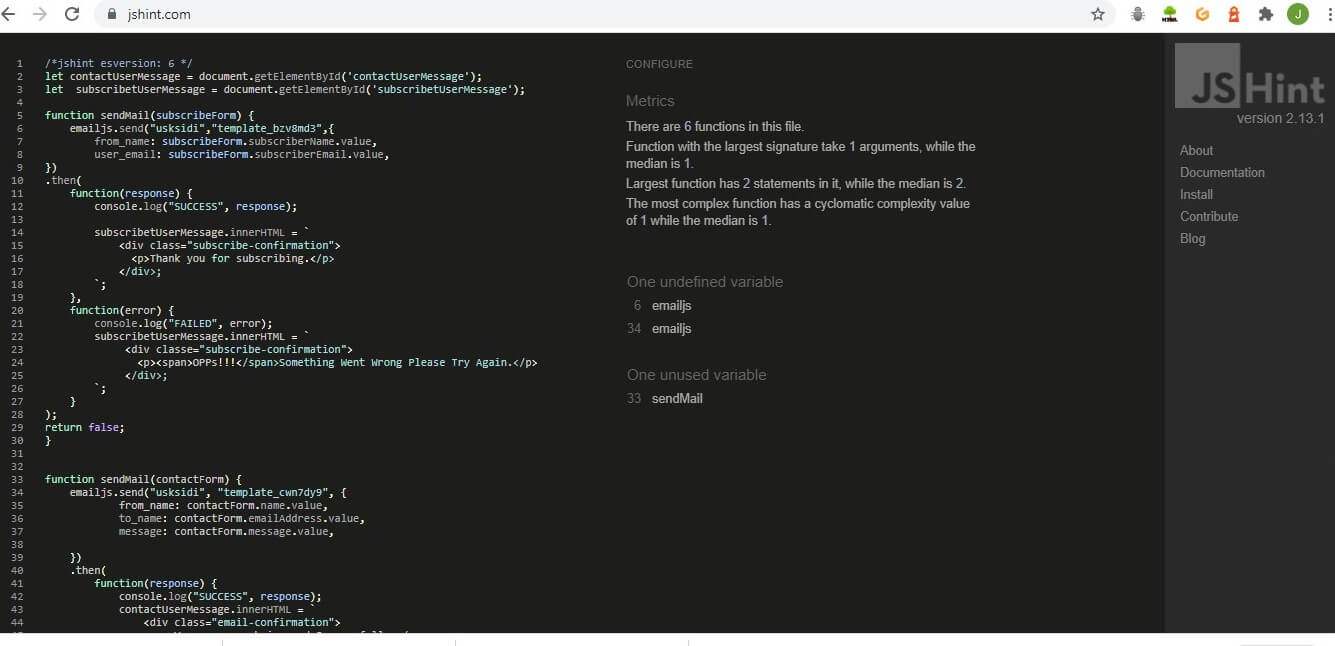 jshint.com
J
HTML
1 /*jshint esversion: 6 */
2 let contactUserMessage = document.getElementById('contactUserMessage');
3 let  subscribetUserMessage = document.getElementById('subscribetUserMessage');
4
5 function sendMail(subscribeForm) {
6     emailjs.send("usksidi","template_bzv8md3",{
7         from_name: subscribeForm.subscriberName.value,
8         user_email: subscribeForm.subscriberEmail.value,
9 })
10 .then(
11     function(response) {
12         console.log("SUCCESS", response);
13
14         subscribetUserMessage.innerHTML = `
15             <div class="subscribe-confirmation">
16               <p>Thank you for subscribing.</p>
17             </div>;
18         `;
19     },
20     function(error) {
21         console.log("FAILED", error);
22         subscribetUserMessage.innerHTML = `
23              <div classe="subscribe-confirmation">
24                <p><span>OPPs!!!</span>Something Went Wrong Please Try Again.</p>
25              </div>;
26         `;
27     }
28 );
29 return false;
30 }
31
32
33 function sendMail(contactForm) {
34     emailjs.send("usksidi", "template_cwn7dy9", {
35             from_name: contactForm.name.value,
36             to_name: contactForm.emailAddress.value,
37             message: contactForm.message.value,
38
39     })
40     .then(
41         function(response) {
42             console.log("SUCCESS", response);
43             contactUserMessage.innerHTML = `
44                 <div class="email-confirmation">
CONFIGURE
Metrics
There are 6 functions in this file.
Function with the largest signature take 1 arguments, while the
median is 1.
Largest function has 2 statements in it, while the median is 2.
The most complex function has a cyclomatic complexity value
of 1 while the median is 1.
One undefined variable
6 emailjs
34 emailjs
One unused variable
33 sendMail
JSHint
version 2.13.1
About
Documentation
Install
Contribute
Blog